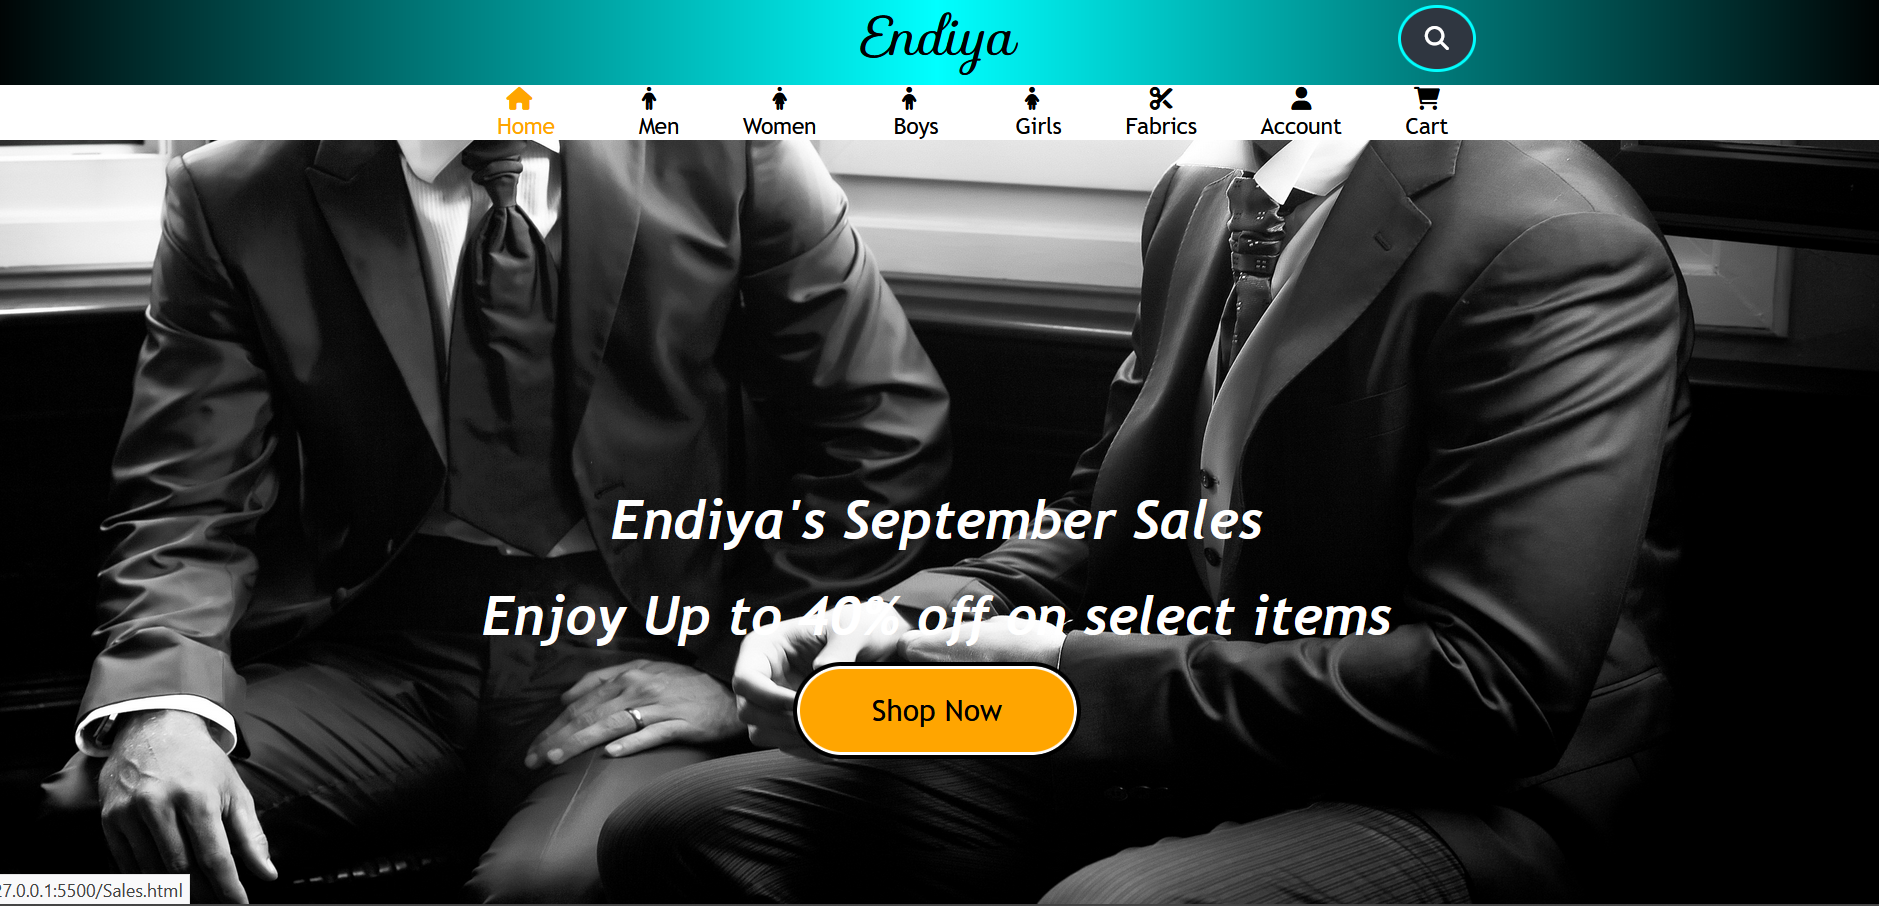 Endiya
Home Men Women Boys Girls Fabrics Account Cart
Endiya's September Sales
Enjoy Up to 40% off on select items
Shop Now
27.0.0.1:5500/Sales.html